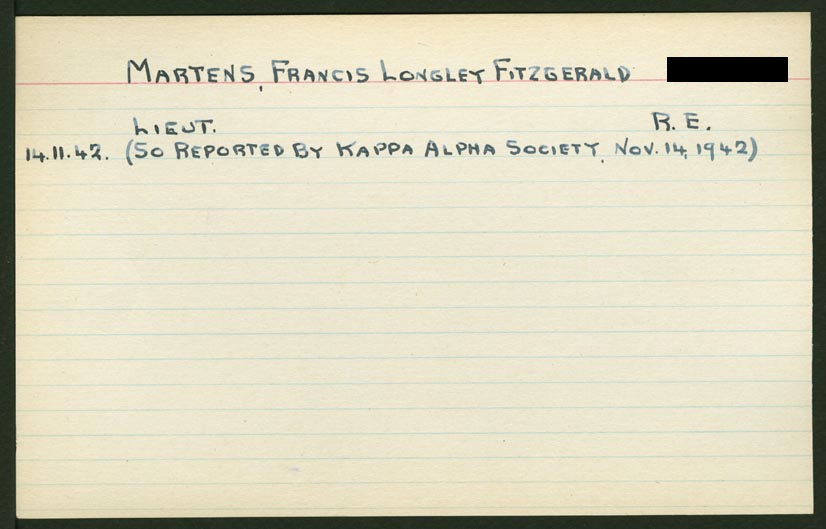 MARTENS, FRANCIS LONGLEY FITZGERALD
LIEUT. R. E.
14.11.42. (SO REPORTED BY KAPPA ALPHA SOCIETY, NOV. 14, 1942)